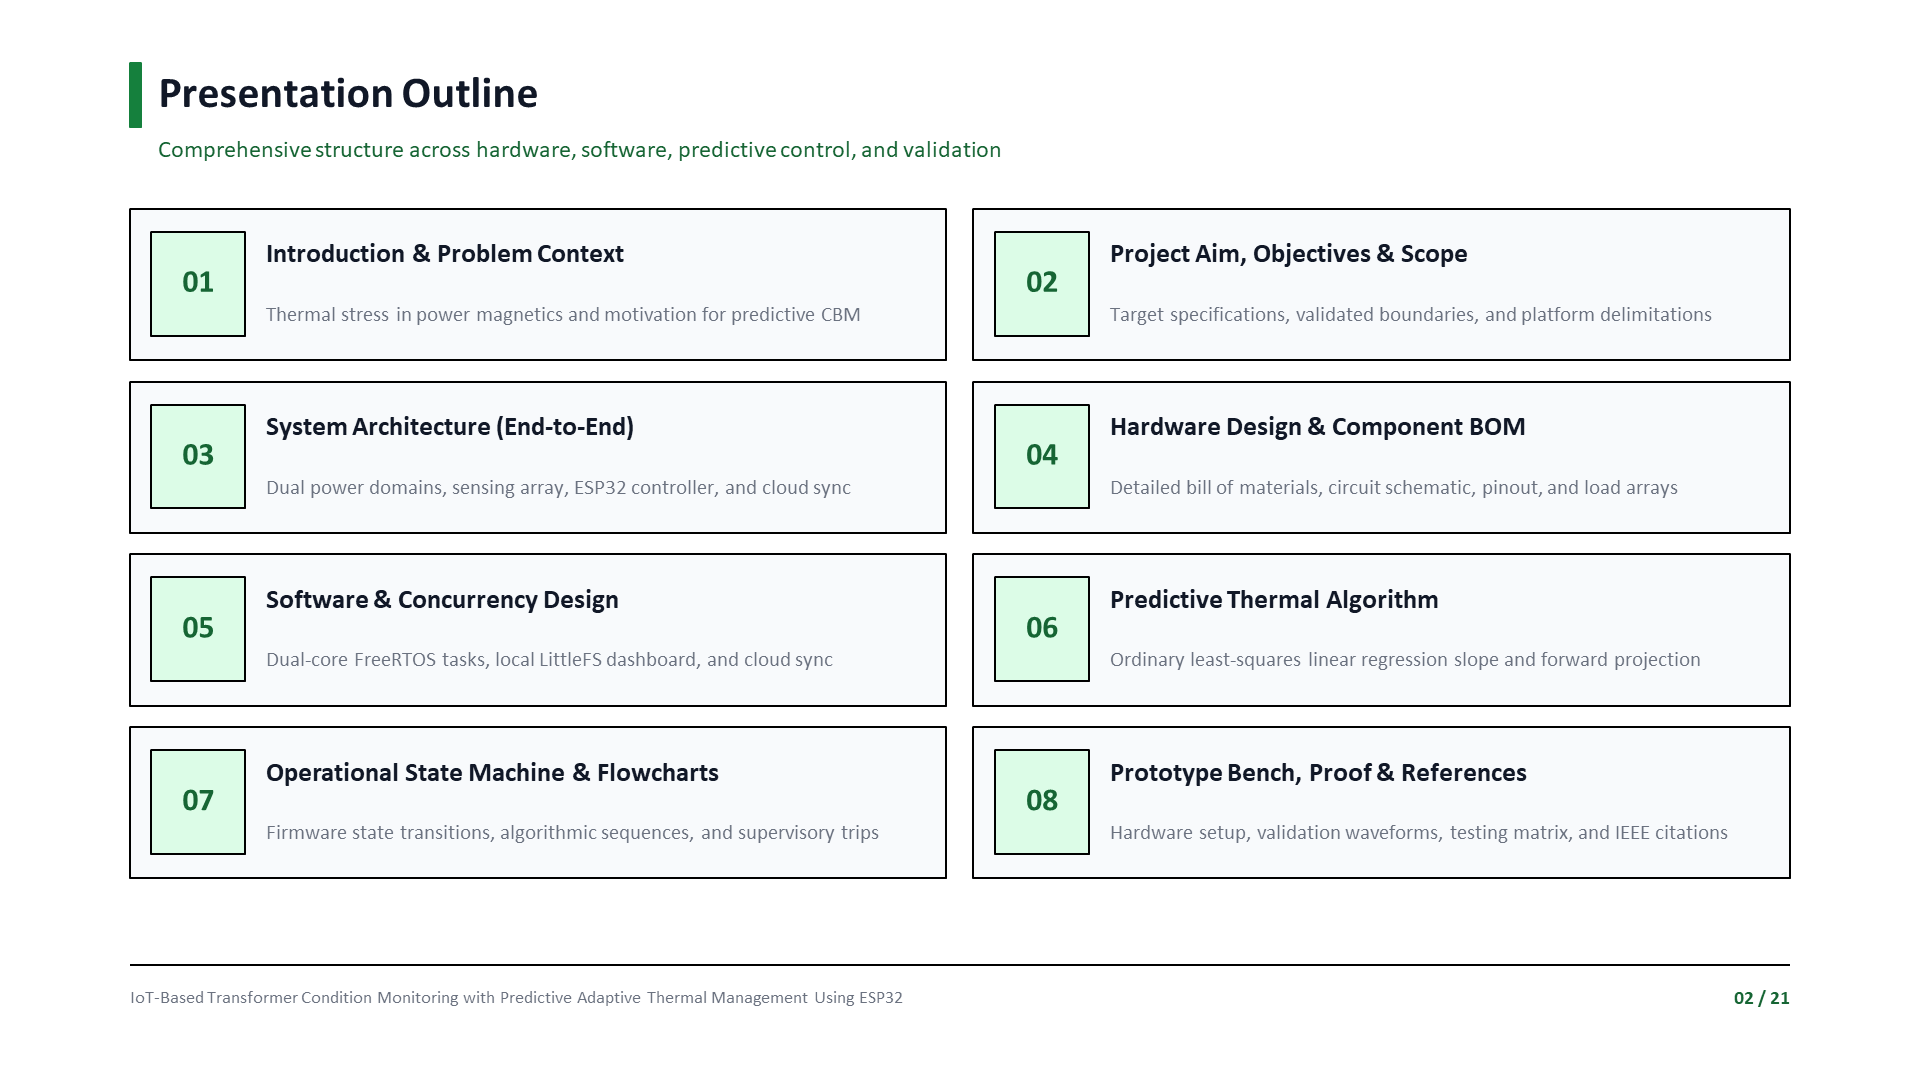 Presentation Outline
Comprehensive structure across hardware, software, predictive control, and validation
01
Introduction & Problem Context
Thermal stress in power magnetics and motivation for predictive CBM
02
Project Aim, Objectives & Scope
Target specifications, validated boundaries, and platform delimitations
03
System Architecture (End-to-End)
Dual power domains, sensing array, ESP32 controller, and cloud sync
04
Hardware Design & Component BOM
Detailed bill of materials, circuit schematic, pinout, and load arrays
05
Software & Concurrency Design
Dual-core FreeRTOS tasks, local LittleFS dashboard, and cloud sync
06
Predictive Thermal Algorithm
Ordinary least-squares linear regression slope and forward projection
07
Operational State Machine & Flowcharts
Firmware state transitions, algorithmic sequences, and supervisory trips
08
Prototype Bench, Proof & References
Hardware setup, validation waveforms, testing matrix, and IEEE citations
IoT-Based Transformer Condition Monitoring with Predictive Adaptive Thermal Management Using ESP32
02 / 21